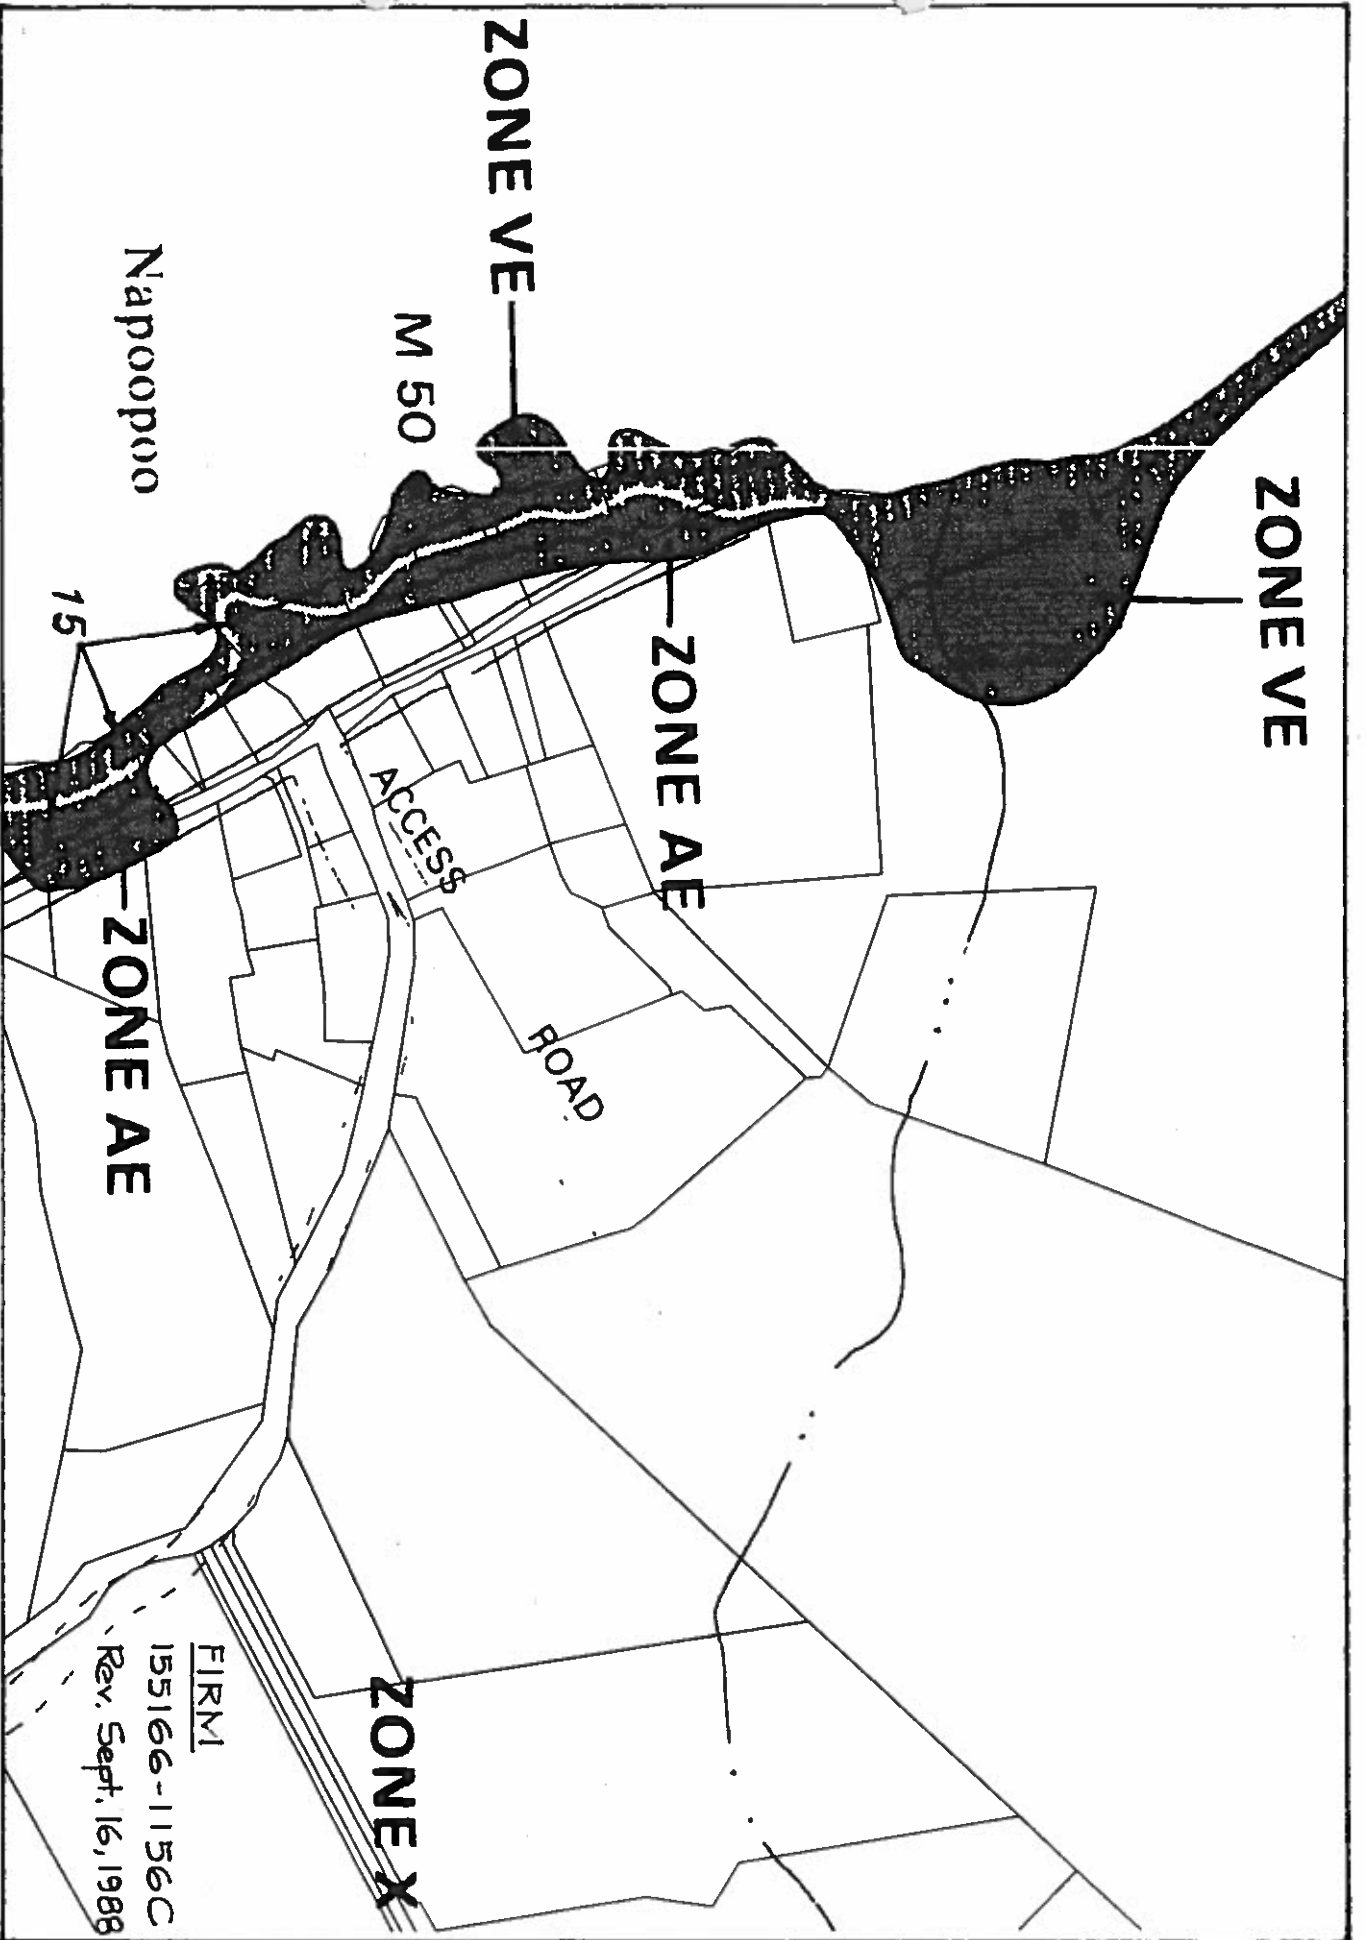 ZONE VE
ZONE VE
M 50
Napoopoo
15
ZONE AE
ACCESS
ROAD
ZONE AE
ZONE X
FIRM
155166-1156C
Rev. Sept. 16, 1988